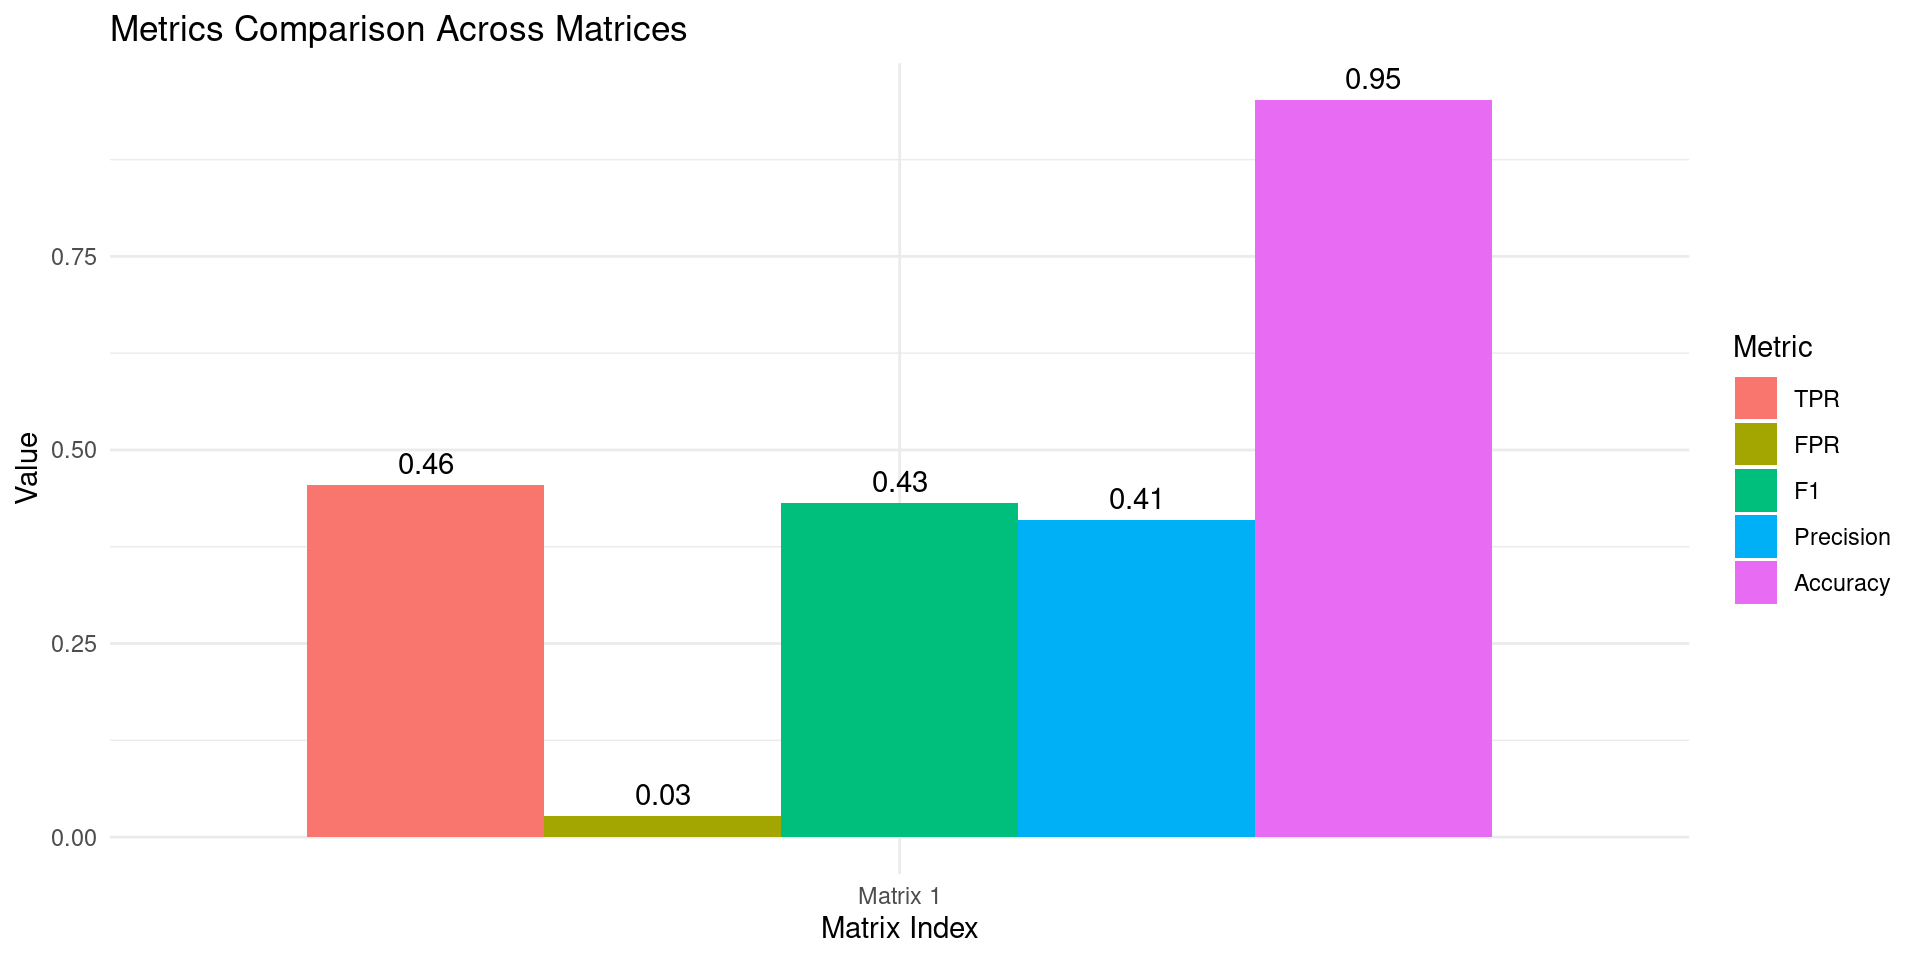 Metrics Comparison Across Matrices
0.95
0.75
0.50
0.46
0.43
0.41
0.25
0.03
0.00
Value
Matrix 1
Matrix Index
Metric
TPR
FPR
F1
Precision
Accuracy